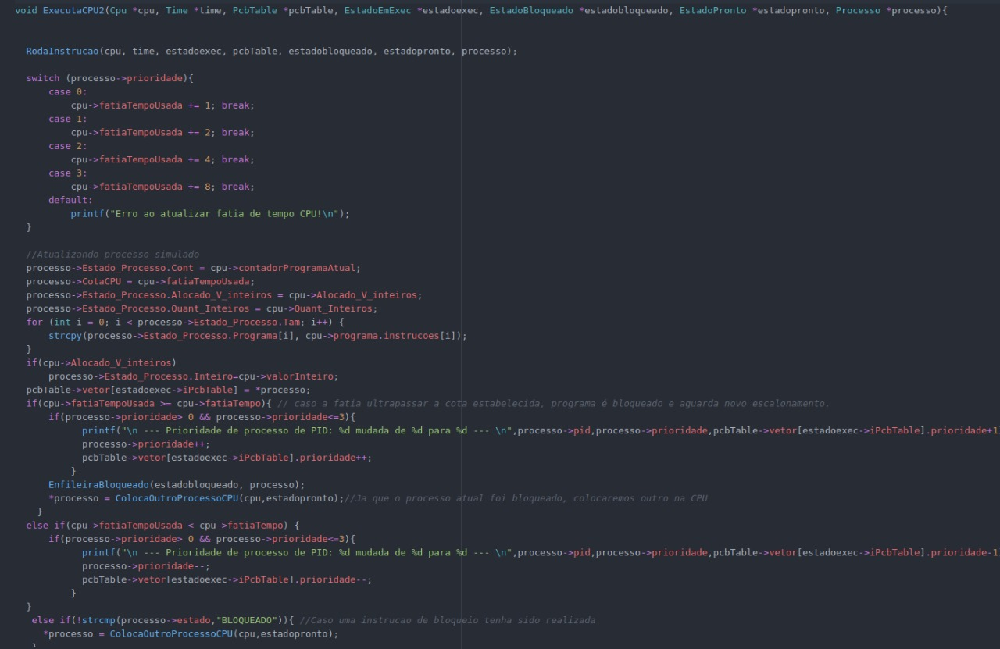 void ExecutaCPU2(Cpu *cpu, Time *time, PcbTable *pcbTable, EstadoEmExec *estadoexec, EstadoBloqueado *estadobloqueado, EstadoPronto *estadopronto, Processo *processo){
RodaInstrucao(cpu, time, estadoexec, pcbTable, estadobloqueado, estadopronto, processo);
switch (processo->prioridade){
case 0:
cpu->fatiaTempoUsada += 1; break;
case 1:
cpu->fatiaTempoUsada += 2; break;
case 2:
cpu->fatiaTempoUsada += 4; break;
case 3:
cpu->fatiaTempoUsada += 8; break;
default:
printf("Erro ao atualizar fatia de tempo CPU!\n");
}
//Atualizando processo simulado
processo->Estado_Processo.Cont = cpu->contadorProgramaAtual;
processo->CotaCPU = cpu->fatiaTempoUsada;
processo->Estado_Processo.Alocado_V_inteiros = cpu->Alocado_V_inteiros;
processo->Estado_Processo.Quant_Inteiros = cpu->Quant_Inteiros;
for (int i = 0; i < processo->Estado_Processo.Tam; i++) {
strcpy(processo->Estado_Processo.Programa[i], cpu->programa.instrucoes[i]);
}
if(cpu->Alocado_V_inteiros)
processo->Estado_Processo.Inteiro=cpu->valorInteiro;
pcbTable->vetor[estadoexec->iPcbTable] = *processo;
if(cpu->fatiaTempoUsada >= cpu->fatiaTempo){ // caso a fatia ultrapassar a cota estabelecida, programa é bloqueado e aguarda novo escalonamento.
if(processo->prioridade> 0 && processo->prioridade<=3){
printf("\n --- Prioridade de processo de PID: %d mudada de %d para %d --- \n",processo->pid,processo->prioridade,pcbTable->vetor[estadoexec->iPcbTable].prioridade+1
processo->prioridade++;
pcbTable->vetor[estadoexec->iPcbTable].prioridade++;
}
EnfileiraBloqueado(estadobloqueado, processo);
*processo = ColocaOutroProcessoCPU(cpu,estadopronto);//Ja que o processo atual foi bloqueado, colocaremos outro na CPU
}
else if(cpu->fatiaTempoUsada < cpu->fatiaTempo) {
if(processo->prioridade> 0 && processo->prioridade<=3){
printf("\n --- Prioridade de processo de PID: %d mudada de %d para %d --- \n",processo->pid,processo->prioridade,pcbTable->vetor[estadoexec->iPcbTable].prioridade-1
processo->prioridade--;
pcbTable->vetor[estadoexec->iPcbTable].prioridade--;
}
}
else if(!strcmp(processo->estado,"BLOQUEADO")){ //Caso uma instrucao de bloqueio tenha sido realizada
*processo = ColocaOutroProcessoCPU(cpu,estadopronto);
}